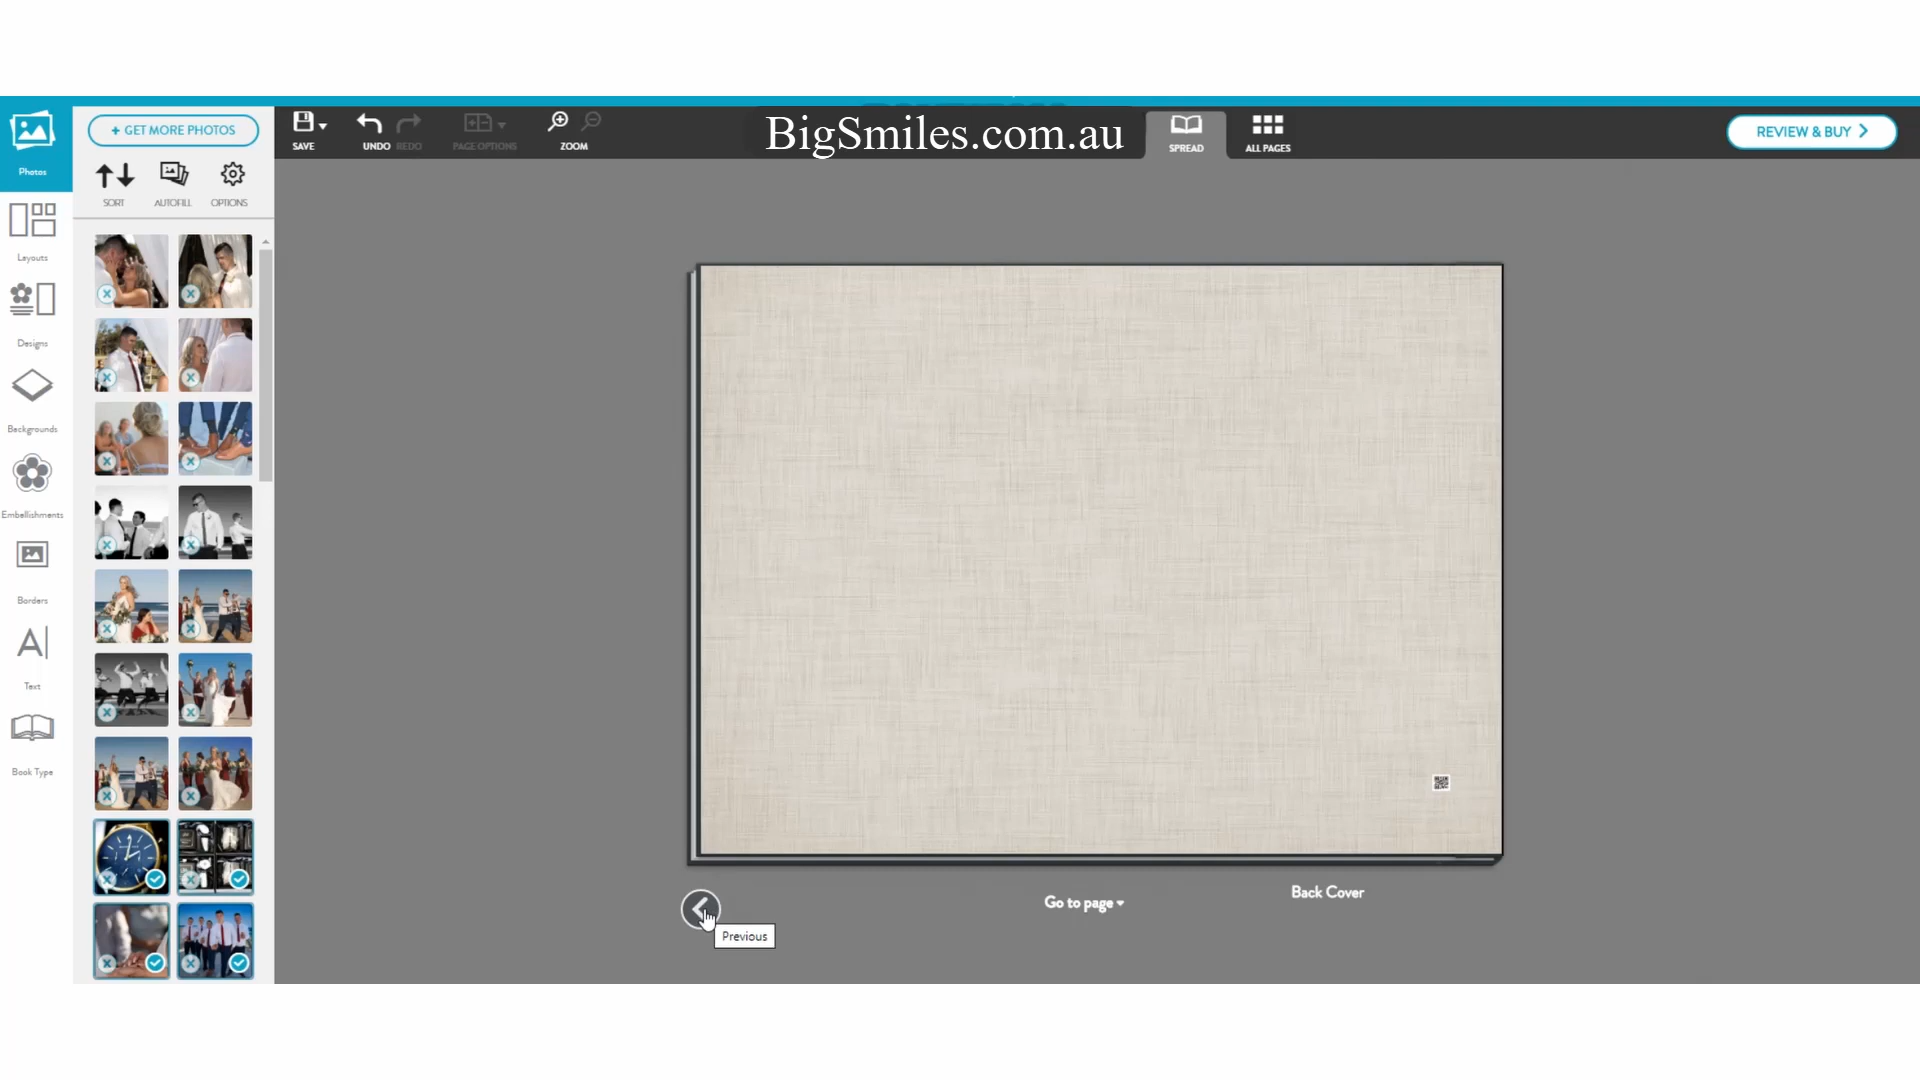 + GET MORE PHOTOS
SAVE
UNDO
REDO
PAGE OPTIONS
ZOOM
BigSmiles.com.au
SPREAD
ALL PAGES
REVIEW & BUY
Photos
SORT
AUTOFILL
OPTIONS
Layouts
Designs
Backgrounds
Embellishments
Borders
A
Text
Book Type
Go to page
Back Cover
Previous